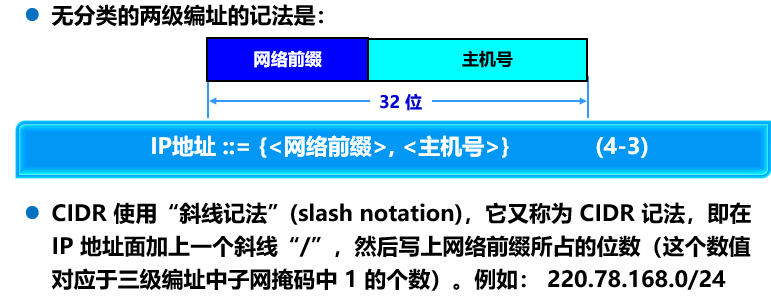 无分类的两级编址的记法是：
网络前缀 主机号
32 位
IP地址 ::= {<网络前缀>, <主机号>} (4-3)
CIDR 使用“斜线记法”(slash notation)，它又称为 CIDR 记法，即在
IP 地址面加上一个斜线“/”，然后写上网络前缀所占的位数（这个数值
对应于三级编址中子网掩码中 1 的个数）。例如： 220.78.168.0/24